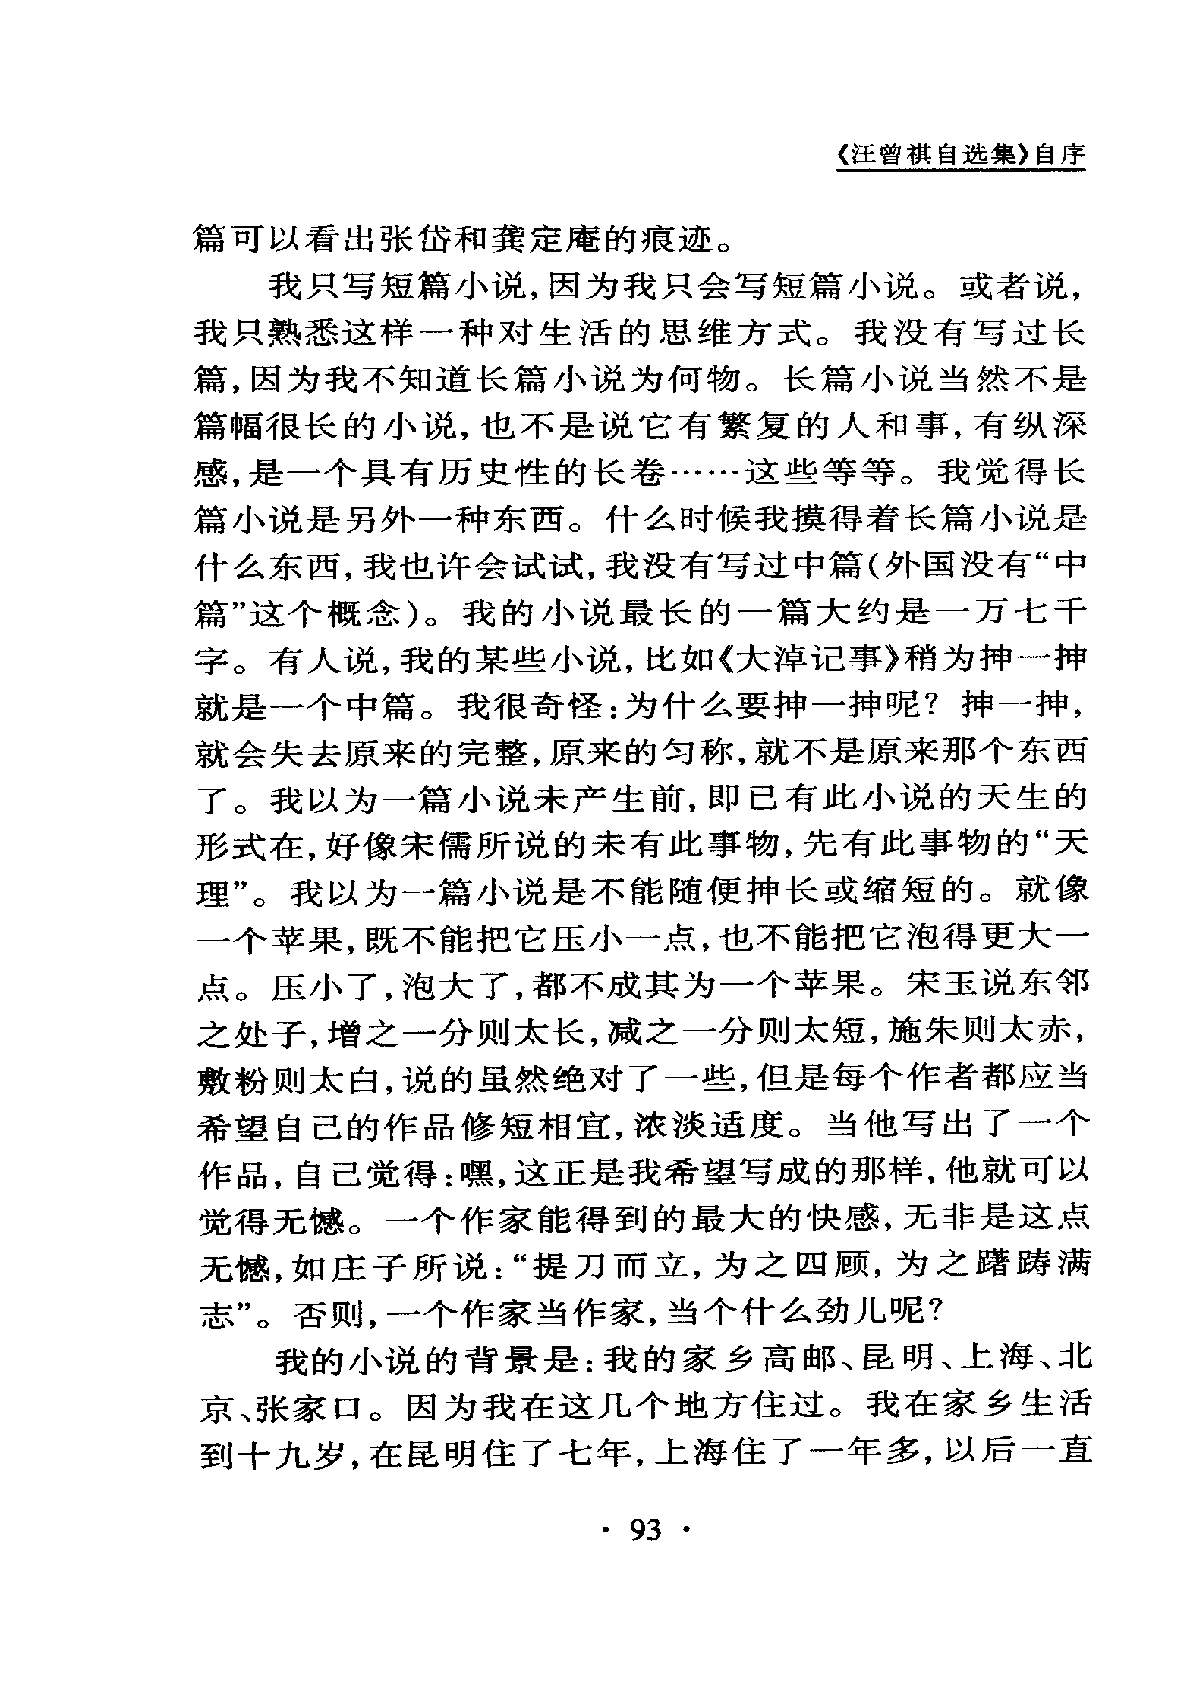 《汪曾祺自选集》自序
篇可以看出张岱和龚定庵的痕迹。
我只写短篇小说,因为我只会写短篇小说。或者说,
我只熟悉这样一种对生活的思维方式。我没有写过长
篇,因为我不知道长篇小说为何物。长篇小说当然不是
篇幅很长的小说,也不是说它有繁复的人和事,有纵深
感,是一个具有历史性的长卷……这些等等。我觉得长
篇小说是另外一种东西。什么时候我摸得着长篇小说是
什么东西,我也许会试试,我没有写过中篇(外国没有“中
篇”这个概念)。我的小说最长的一篇大约是一万七千
字。有人说,我的某些小说,比如《大淖记事》稍为抻一抻
就是一个中篇。我很奇怪:为什么要抻一抻呢?抻一抻,
就会失去原来的完整,原来的匀称,就不是原来那个东西
了。我以为一篇小说未产生前,即已有此小说的天生的
形式在,好像宋儒所说的未有此事物,先有此事物的“天
理”。我以为一篇小说是不能随便抻长或缩短的。就像
一个苹果,既不能把它压小一点,也不能把它泡得更大一
点。压小了,泡大了,都不成其为一个苹果。宋玉说东邻
之处子,增之一分则太长,减之一分则太短,施朱则太赤,
敷粉则太白,说的虽然绝对了一些,但是每个作者都应当
希望自己的作品修短相宜,浓淡适度。当他写出了一个
作品,自己觉得:嘿,这正是我希望写成的那样,他就可以
觉得无憾。一个作家能得到的最大的快感,无非是这点
无憾,如庄子所说:“提刀而立,为之四顾,为之躇踌满
志”。否则,一个作家当作家,当个什么劲儿呢?
我的小说的背景是:我的家乡高邮、昆明、上海、北
京、张家口。因为我在这几个地方住过。我在家乡生活
到十九岁,在昆明住了七年,上海住了一年多,以后一直
· 93 ·